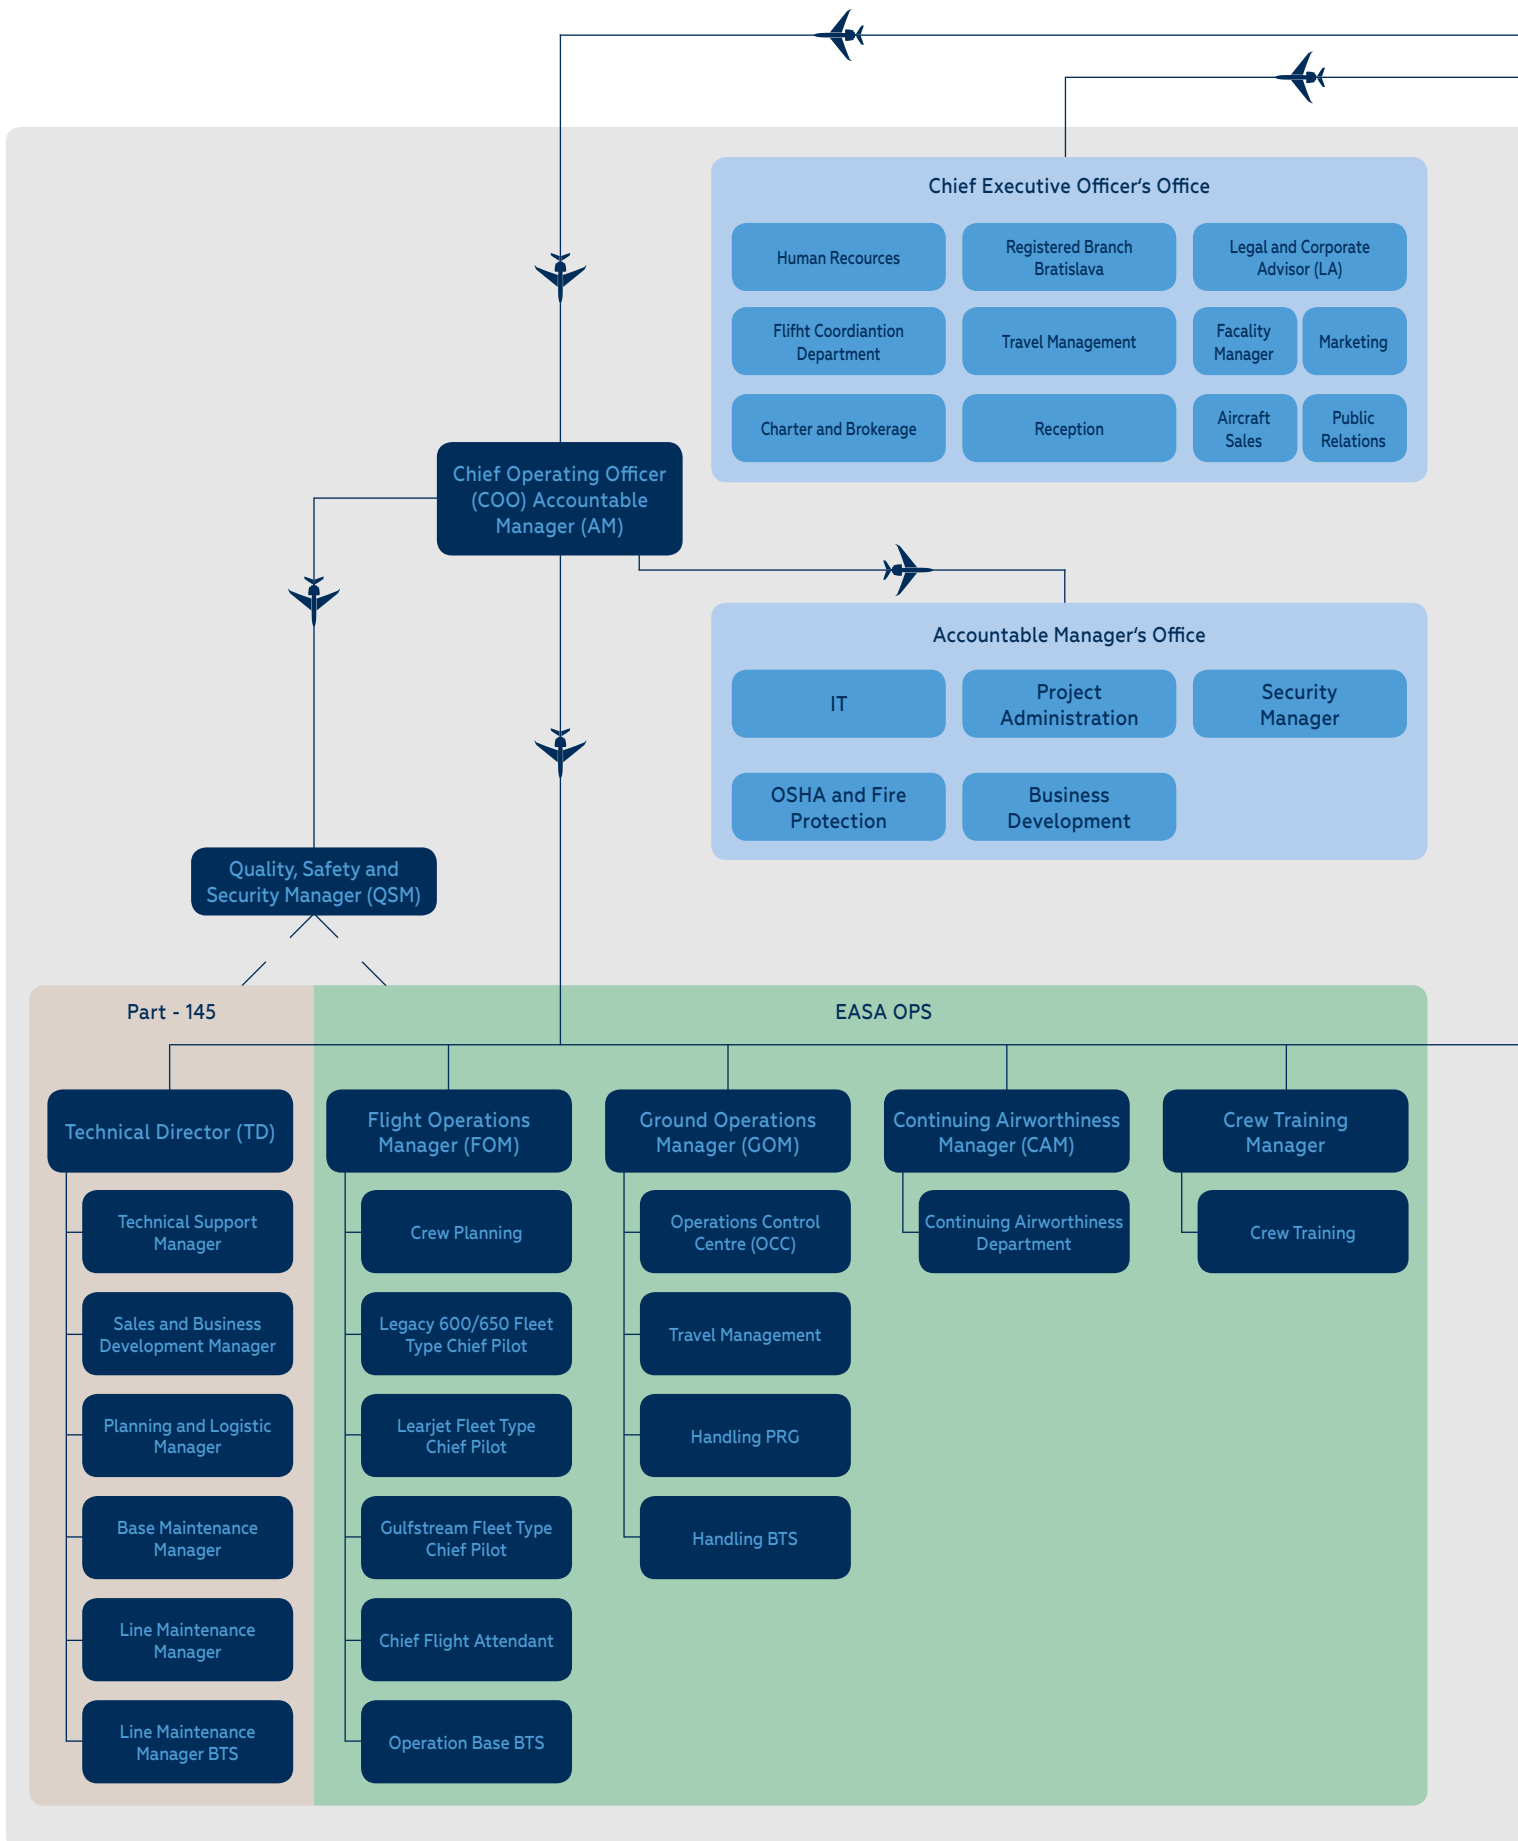 Chief Executive Officer‘s Office
Human Recources
Registered Branch
Bratislava
Legal and Corporate
Advisor (LA)
Flifht Coordiantion
Department
Travel Management
Facality
Manager
Marketing
Charter and Brokerage
Reception
Aircraft
Sales
Public
Relations
Chief Operating Officer
(COO) Accountable
Manager (AM)
Accountable Manager‘s Office
IT
Project
Administration
Security
Manager
OSHA and Fire
Protection
Business
Development
Quality, Safety and
Security Manager (QSM)
Part - 145
EASA OPS
Technical Director (TD)
Technical Support
Manager
Sales and Business
Development Manager
Planning and Logistic
Manager
Base Maintenance
Manager
Line Maintenance
Manager
Line Maintenance
Manager BTS
Flight Operations
Manager (FOM)
Crew Planning
Legacy 600/650 Fleet
Type Chief Pilot
Learjet Fleet Type
Chief Pilot
Gulfstream Fleet Type
Chief Pilot
Chief Flight Attendant
Operation Base BTS
Ground Operations
Manager (GOM)
Operations Control
Centre (OCC)
Travel Management
Handling PRG
Handling BTS
Continuing Airworthiness
Manager (CAM)
Continuing Airworthiness
Department
Crew Training
Manager
Crew Training